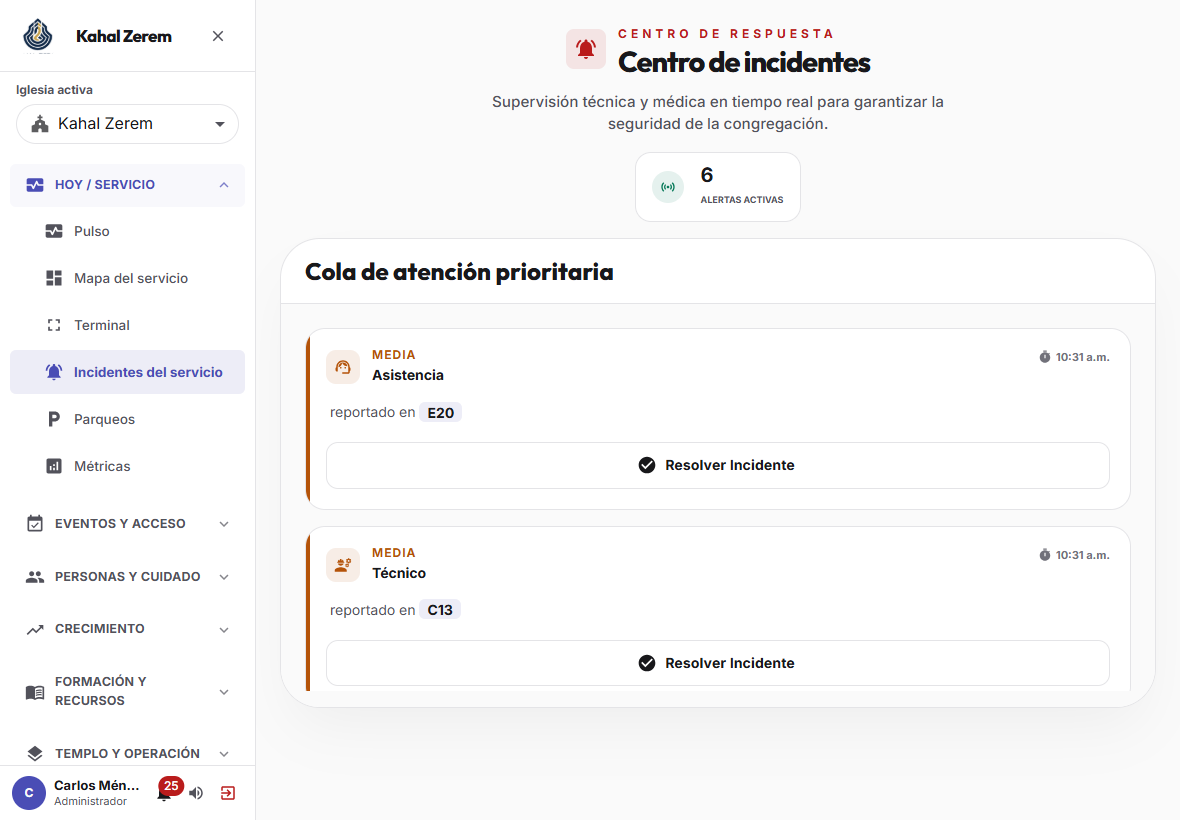 Kahal Zerem
Iglesia activa
Kahal Zerem
HOY / SERVICIO
Pulso
Mapa del servicio
Terminal
Incidentes del servicio
Parqueos
Métricas
EVENTOS Y ACCESO
PERSONAS Y CUIDADO
CRECIMIENTO
FORMACIÓN Y
RECURSOS
TEMPLO Y OPERACIÓN
C
Carlos Mén...
Administrador
25
CENTRO DE RESPUESTA
Centro de incidentes
Supervisión técnica y médica en tiempo real para garantizar la
seguridad de la congregación.
6
ALERTAS ACTIVAS
Cola de atención prioritaria
MEDIA
10:31 a.m.
Asistencia
reportado en E20
Resolver Incidente
MEDIA
10:31 a.m.
Técnico
reportado en C13
Resolver Incidente